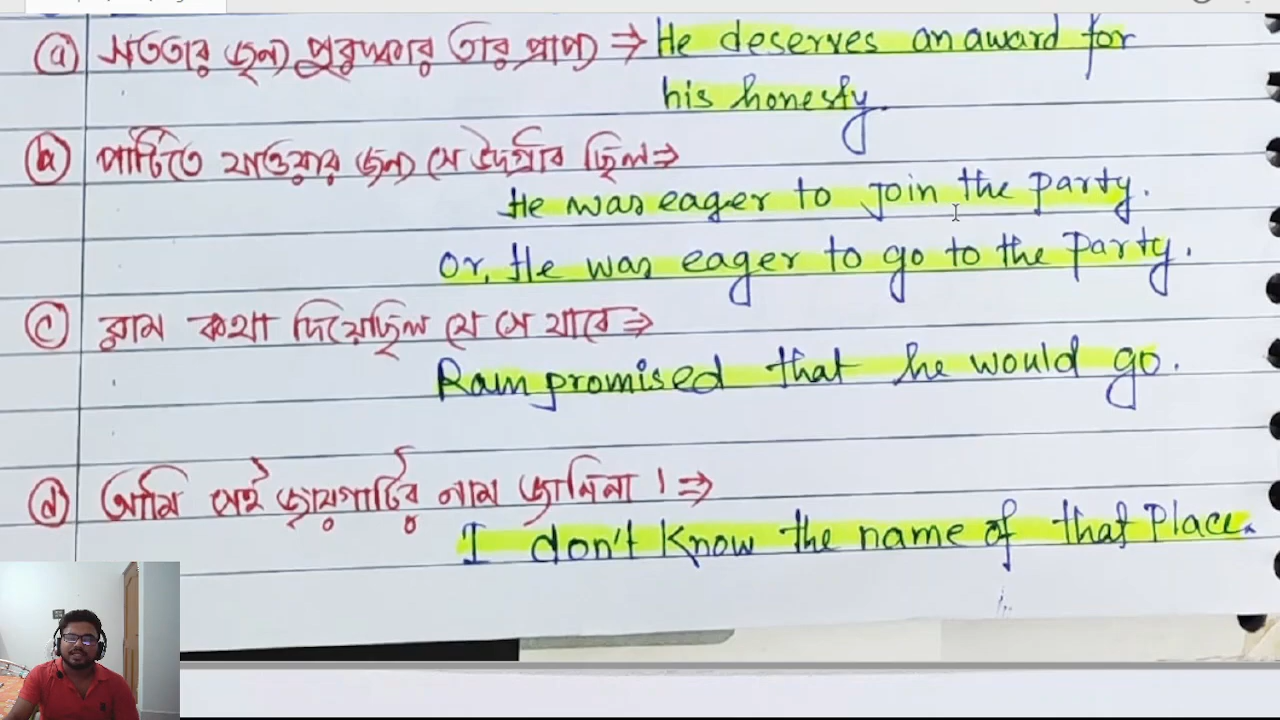 (a) সততার জন্য পুরস্কার তার প্রাপ্য ⇒ He deserves an award for
his honesty
(b) পার্টিতে যাওয়ার জন্য সে উদগ্রীব ছিল ⇒
He was eager to join the party.
or, He was eager to go to the party.
(c) রাম কথা দিয়েছিল যে সে যাবে ⇒
Ram promised that he would go.
(d) আমি সেই জায়গাটির নাম জানিনা । ⇒
I don't know the name of that place.